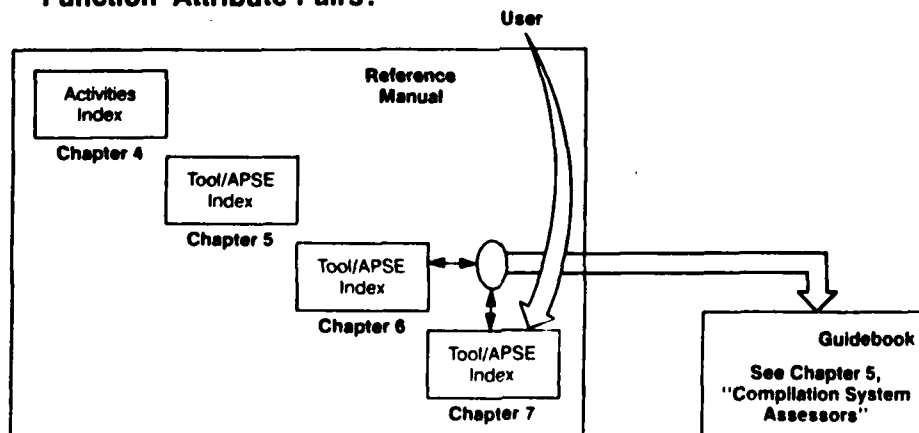 Function-Attribute Pairs?
User
Reference
Manual
Activities
Index
Chapter 4
Tool/APSE
Index
Chapter 5
Tool/APSE
Index
Chapter 6
Tool/APSE
Index
Chapter 7
Guidebook
See Chapter 5,
"Compilation System
Assessors"